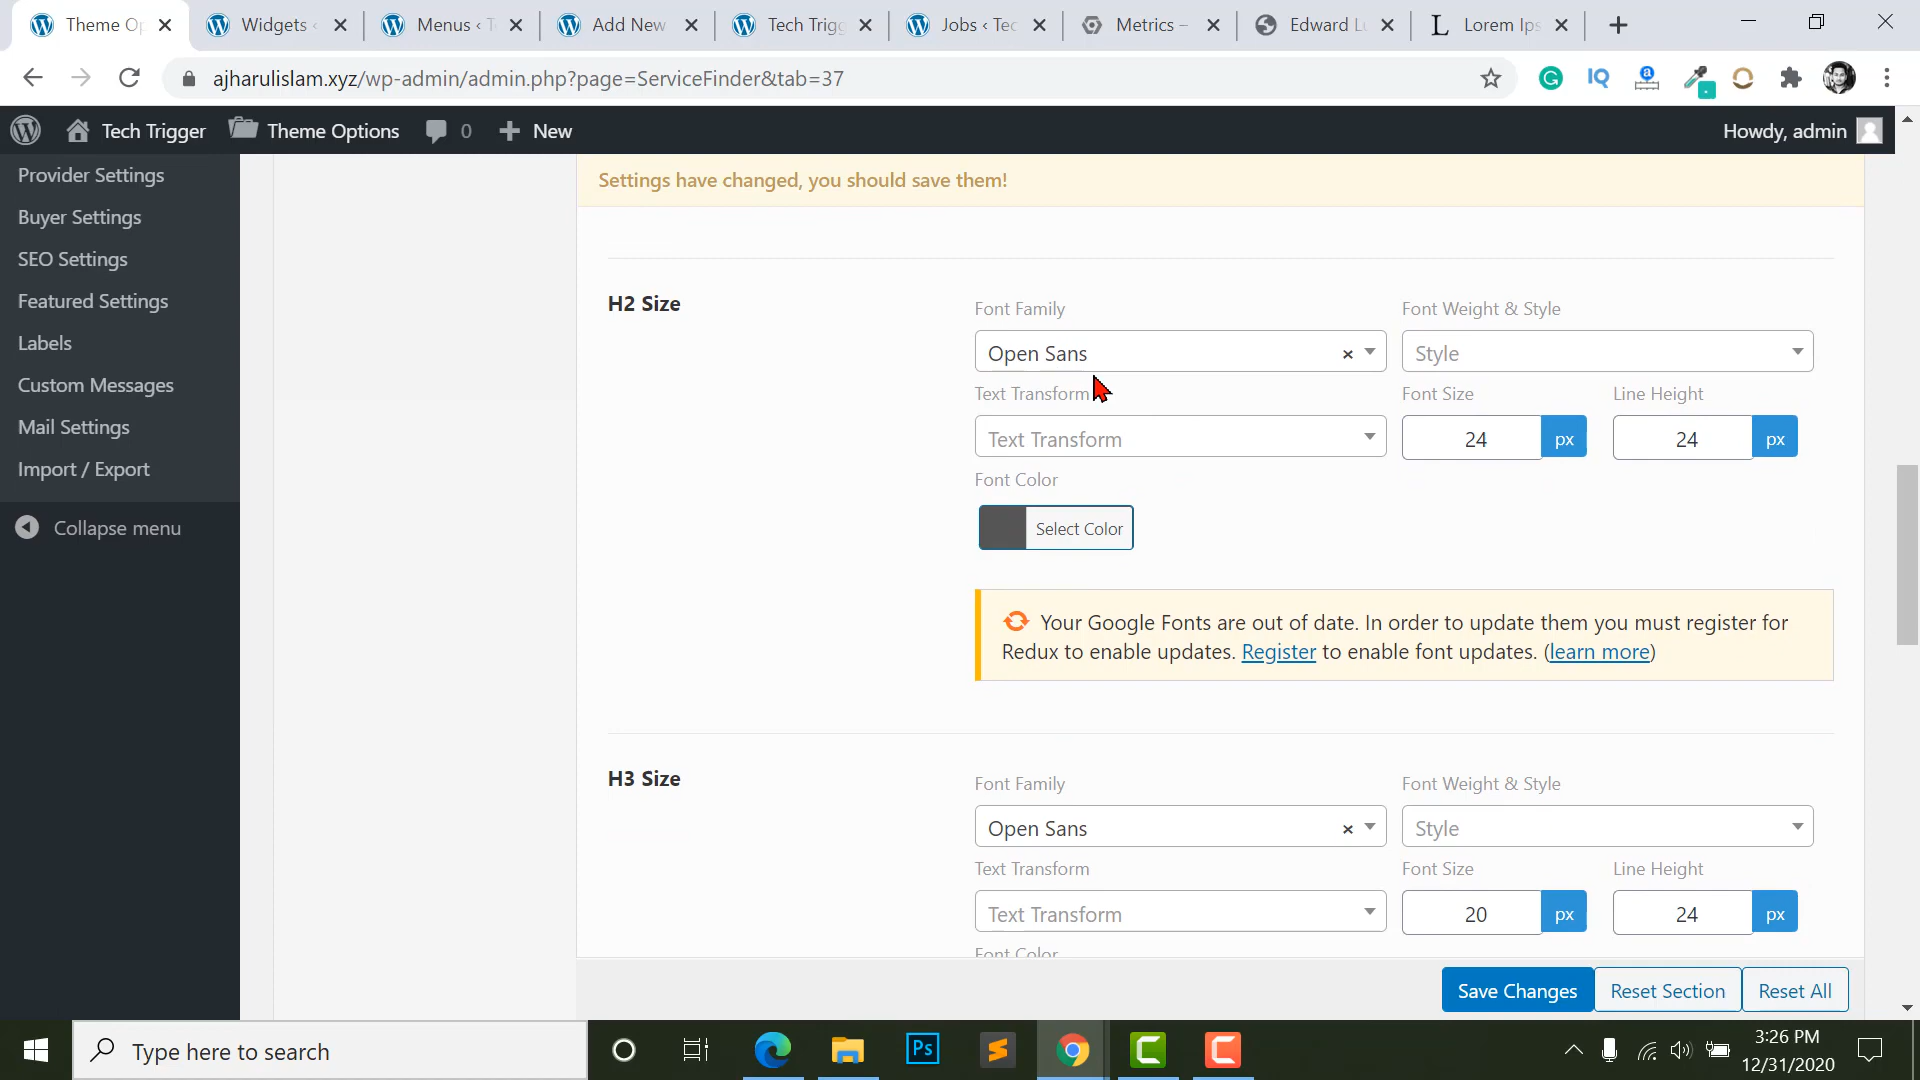 Theme Op
Widgets ‹
Menus ‹ T
Add New
Tech Trigg
Jobs ‹ Tec
Metrics –
Edward Lu
Lorem Ips
ajharulislam.xyz/wp-admin/admin.php?page=ServiceFinder&tab=37
IQ
a
Tech Trigger
Theme Options
0
New
Howdy, admin
Provider Settings
Buyer Settings
SEO Settings
Featured Settings
Labels
Custom Messages
Mail Settings
Import / Export
Collapse menu
Settings have changed, you should save them!
H2 Size
Font Family
Font Weight & Style
Open Sans
×
Style
Text Transform
Font Size
Line Height
Text Transform
24 px
24 px
Font Color
Select Color
Your Google Fonts are out of date. In order to update them you must register for
Redux to enable updates. Register to enable font updates. (learn more)
H3 Size
Font Family
Font Weight & Style
Open Sans
×
Style
Text Transform
Font Size
Line Height
Text Transform
20 px
24 px
Font Color
Save Changes
Reset Section
Reset All
Type here to search
Ps
3:26 PM
12/31/2020